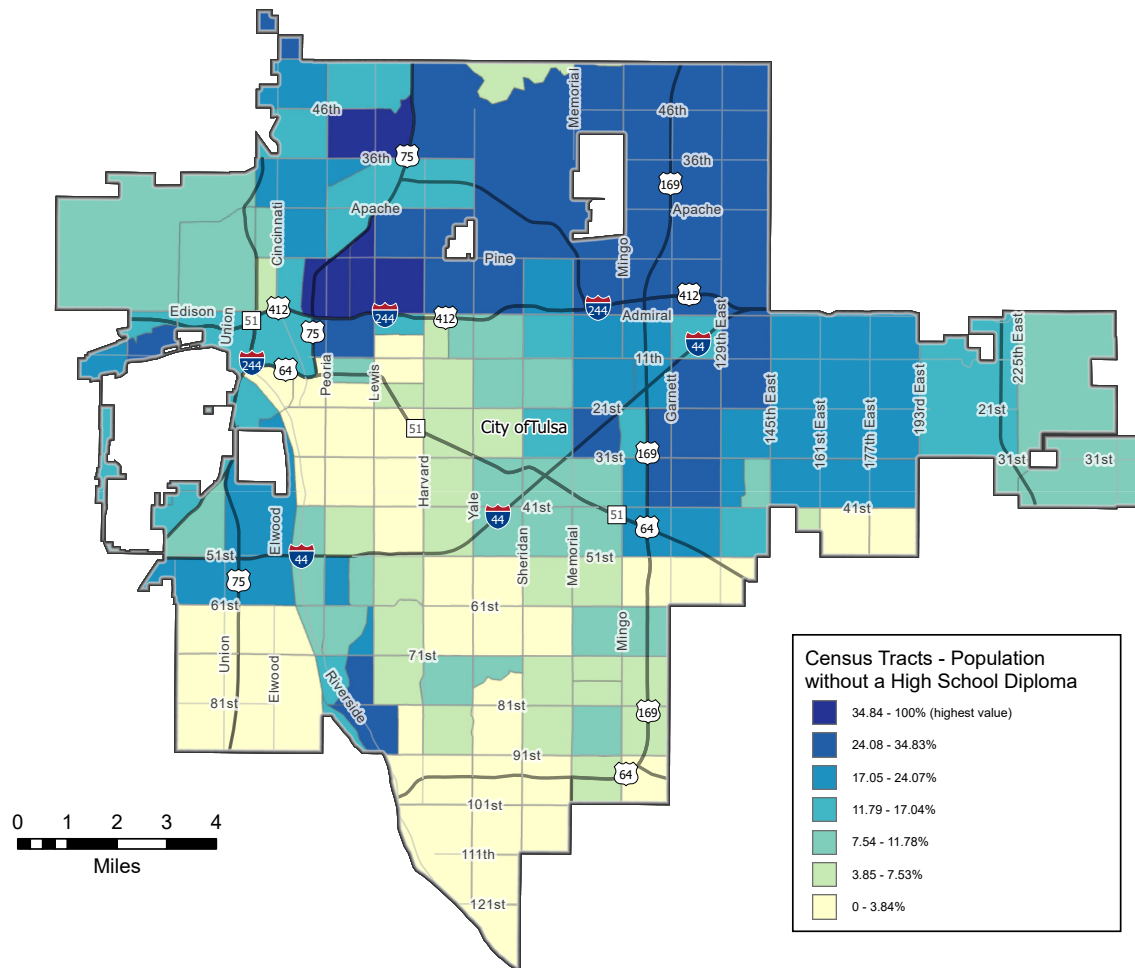 Memorial
46th
46th
75
36th
36th
169
Apache
Apache
Cincinnati
Pine
Mingo
412
412
244
244
412
Edison
Union
51
Admiral
75
129th East
225th East
44
11th
244
64
Peoria
Lewis
193rd East
Garnett
145th East
161st East
177th East
21st
21st
51
City ofTulsa
31st
169
31st
31st
Harvard
Yale
41st
41st
44
51
64
Elwood
51st
44
Sheridan
Memorial
51st
75
61st
61st
Mingo
Union
Elwood
71st
Riverside
81st
81st
169
91st
64
101st
111th
121st
Census Tracts - Population
without a High School Diploma
34.84 - 100% (highest value)
24.08 - 34.83%
17.05 - 24.07%
11.79 - 17.04%
7.54 - 11.78%
3.85 - 7.53%
0 - 3.84%
0 1 2 3 4
Miles